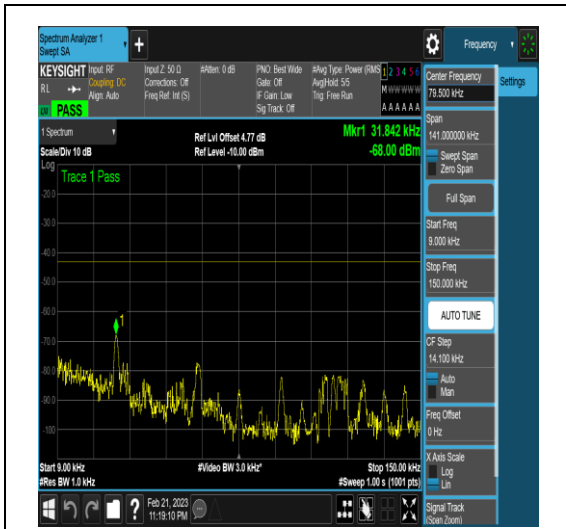 Spectrum Analyzer 1
Swept SA
+
Frequency
KEYSIGHT
RL
PASS
Input: RF
Coupling: DC
Align: Auto
Input Z: 50 Ω
Corrections: Off
Freq Ref: Int (S)
#Atten: 0 dB
PNO: Best Wide
Gate: Off
IF Gain: Low
Sig Track: Off
#Avg Type: Power (RMS
Avg|Hold: 5/5
Trig: Free Run
1 2 3 4 5 6
M W W W W W
A A A A A A
1 Spectrum
Scale/Div 10 dB
Ref Lvl Offset 4.77 dB
Ref Level -10.00 dBm
Mkr1 31.842 kHz
-68.00 dBm
Log
Trace 1 Pass
-20.0
-30.0
-40.0
-50.0
-60.0
-70.0
-80.0
-90.0
-100
1
Start 9.00 kHz
#Res BW 1.0 kHz
#Video BW 3.0 kHz*
Stop 150.00 kHz
#Sweep 1.00 s (1001 pts)
Feb 21, 2023
11:19:10 PM
Settings
Center Frequency
79.500 kHz
Span
141.000000 kHz
Swept Span
Zero Span
Full Span
Start Freq
9.000 kHz
Stop Freq
150.000 kHz
AUTO TUNE
CF Step
14.100 kHz
Auto
Man
Freq Offset
0 Hz
X Axis Scale
Log
Lin
Signal Track
(Span Zoom)